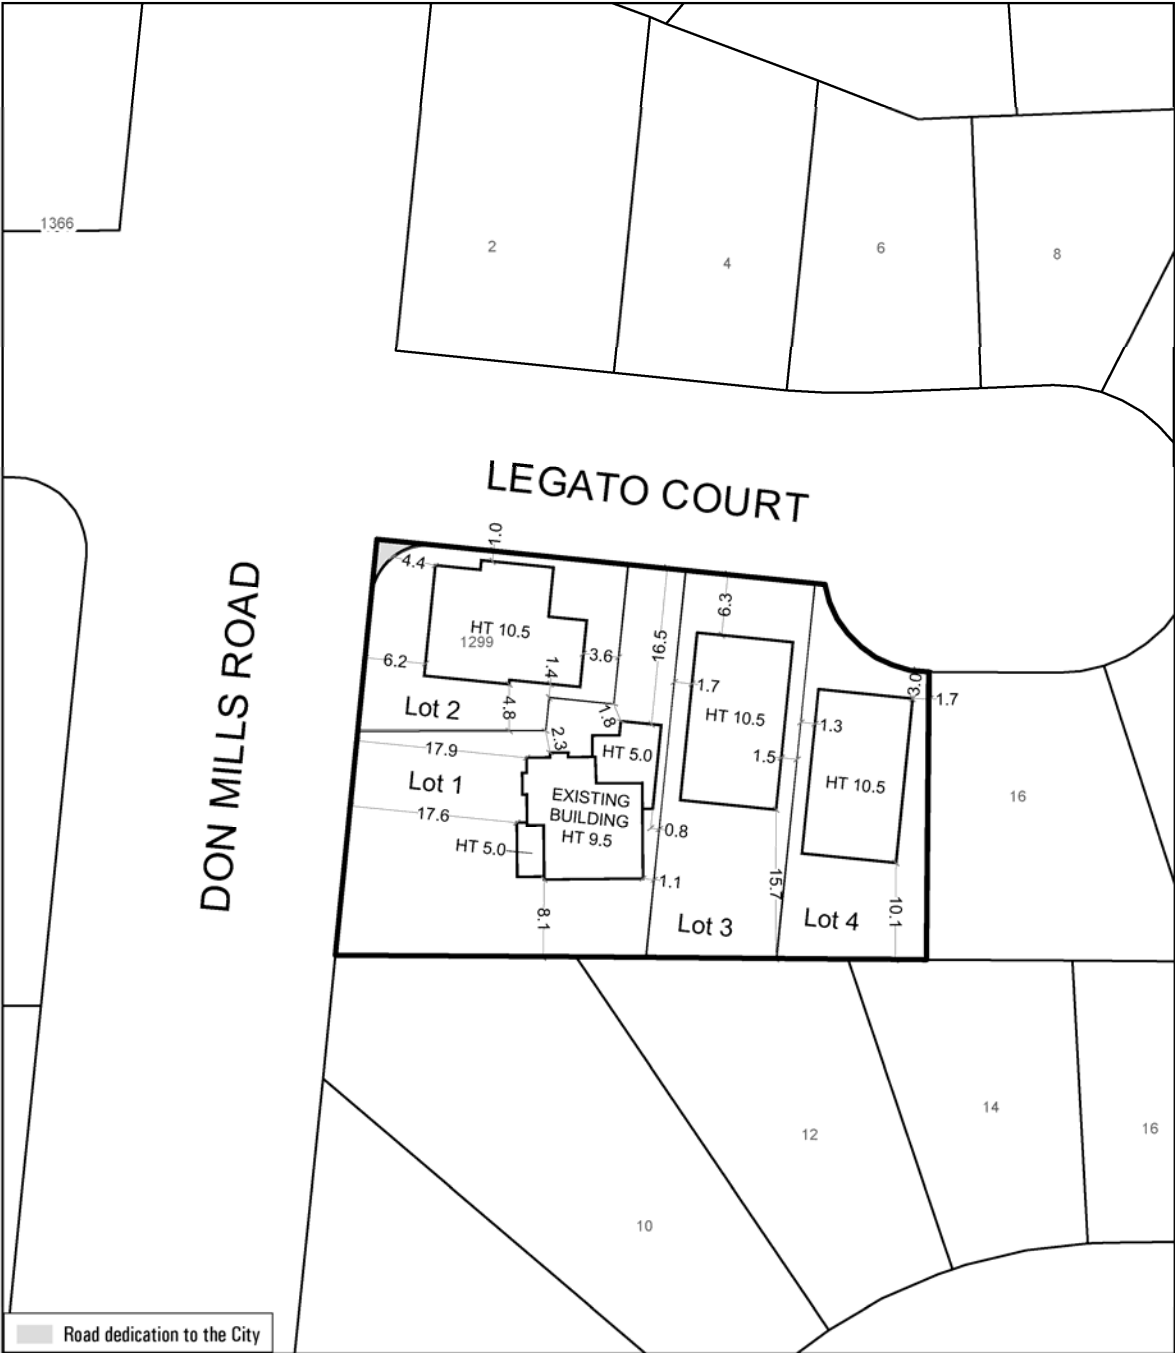 1366
2
4
6
8
LEGATO COURT
DON MILLS ROAD
1.0
4.4
HT 10.5
1299
6.2
1.4
3.6
16.5
6.3
1.7
3.0
1.7
Lot 2
4.8
1.8
2.3
HT 5.0
HT 10.5
1.3
1.5
17.9
Lot 1
EXISTING
BUILDING
HT 9.5
HT 10.5
16
17.6
HT 5.0
0.8
1.1
15.7
8.1
Lot 3
Lot 4
10.1
10
12
14
16
Road dedication to the City